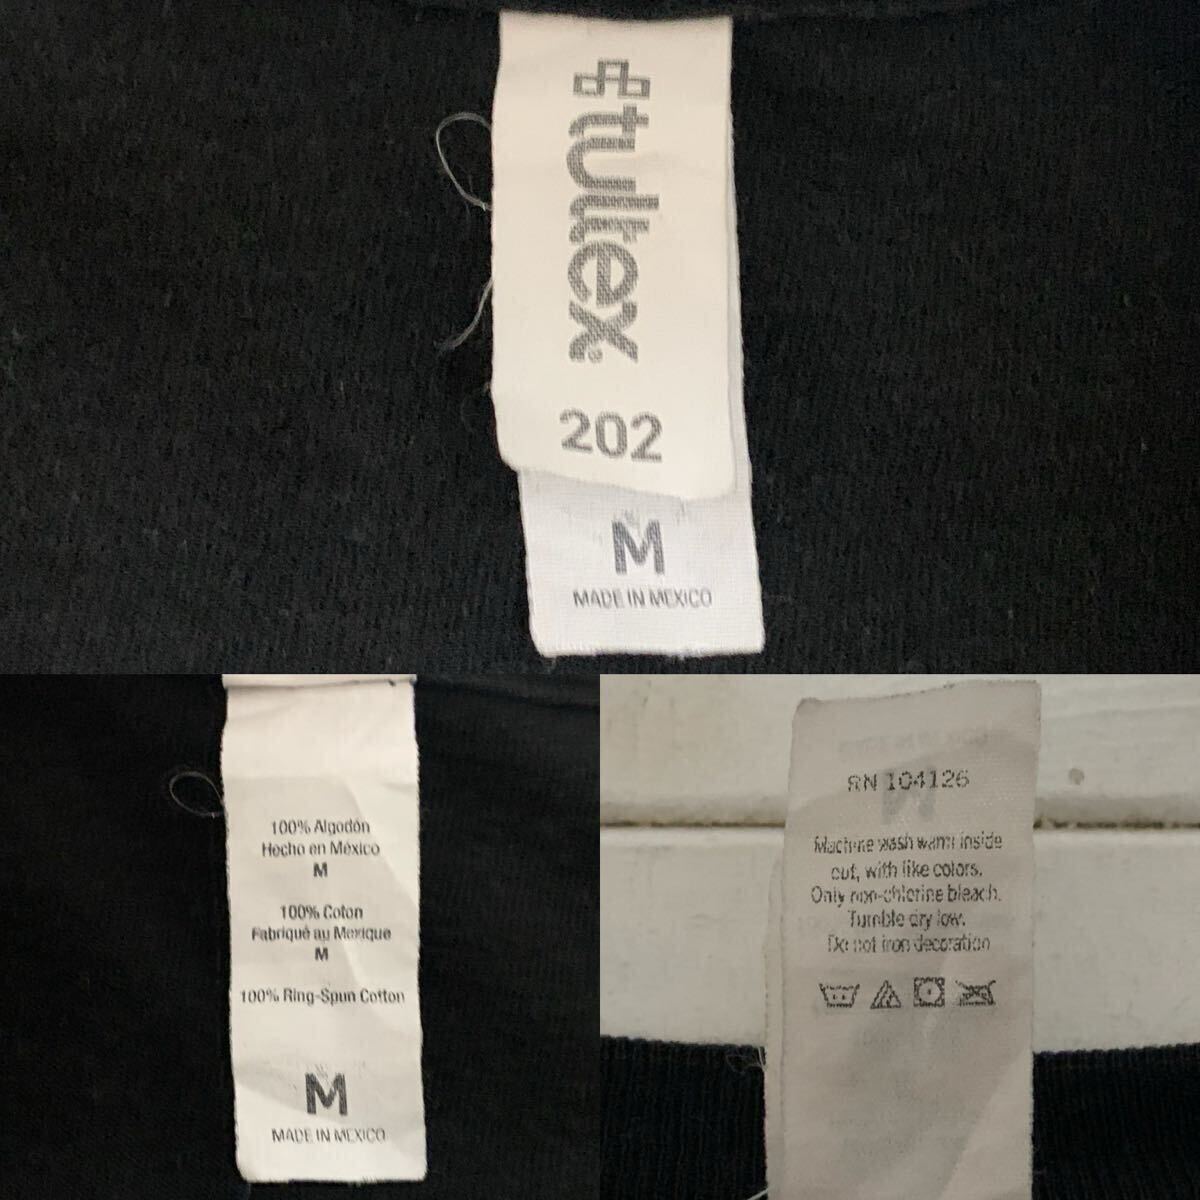 tultex®
202
M
MADE IN MEXICO
100% Algodón
Hecho en México
M
100% Coton
Fabriqué au Mexique
M
100% Ring-Spun Cotton
M
MADE IN MEXICO
RN 104126
Machine wash warm inside
out, with like colors.
Only non-chlorine bleach.
Tumble dry low.
Do not iron decoration